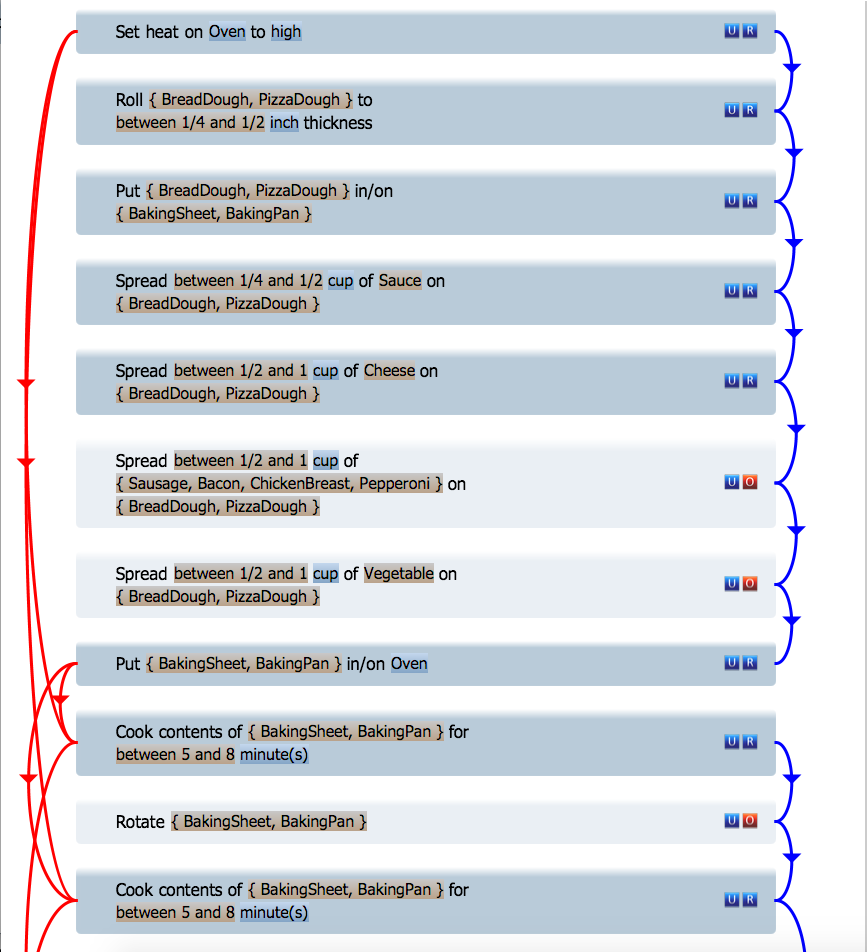 Set heat on Oven to high U R
Roll { BreadDough, PizzaDough } to
between 1/4 and 1/2 inch thickness U R
Put { BreadDough, PizzaDough } in/on
{ BakingSheet, BakingPan } U R
Spread between 1/4 and 1/2 cup of Sauce on
{ BreadDough, PizzaDough } U R
Spread between 1/2 and 1 cup of Cheese on
{ BreadDough, PizzaDough } U R
Spread between 1/2 and 1 cup of
{ Sausage, Bacon, ChickenBreast, Pepperoni } on U O
{ BreadDough, PizzaDough }
Spread between 1/2 and 1 cup of Vegetable on
{ BreadDough, PizzaDough } U O
Put { BakingSheet, BakingPan } in/on Oven U R
Cook contents of { BakingSheet, BakingPan } for
between 5 and 8 minute(s) U R
Rotate { BakingSheet, BakingPan } U O
Cook contents of { BakingSheet, BakingPan } for
between 5 and 8 minute(s) U R